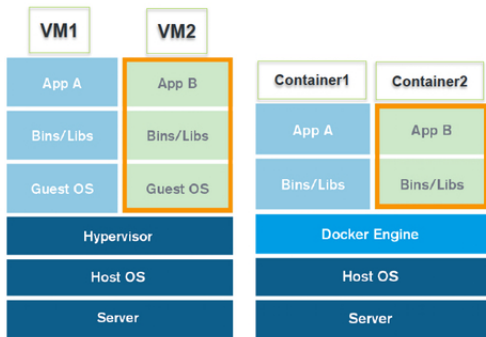 VM1
VM2
App A
App B
Bins/Libs
Bins/Libs
Guest OS
Guest OS
Hypervisor
Host OS
Server
Container1
Container2
App A
App B
Bins/Libs
Bins/Libs
Docker Engine
Host OS
Server